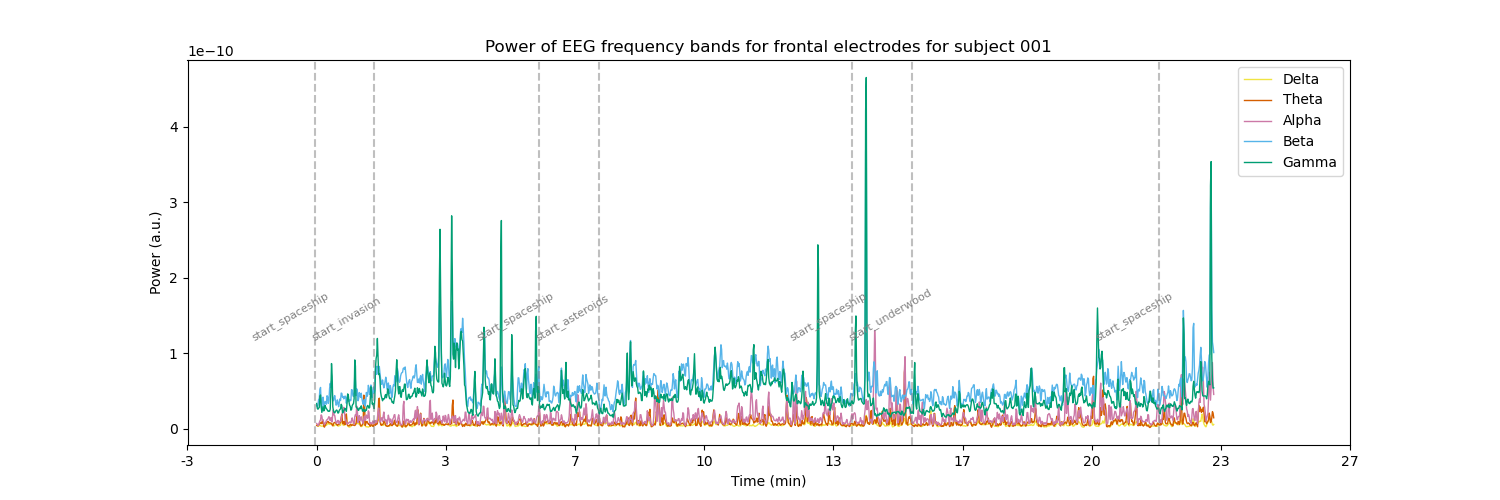 Power of EEG frequency bands for frontal electrodes for subject 001
1e−10
Delta
Theta
Alpha
Beta
Gamma
4
3
2
1
0
Power (a.u.)
start_spaceship
start_invasion
start_spaceship
start_asteroids
start_spaceship
start_underwood
start_spaceship
-3 0 3 7 10 13 17 20 23 27
Time (min)